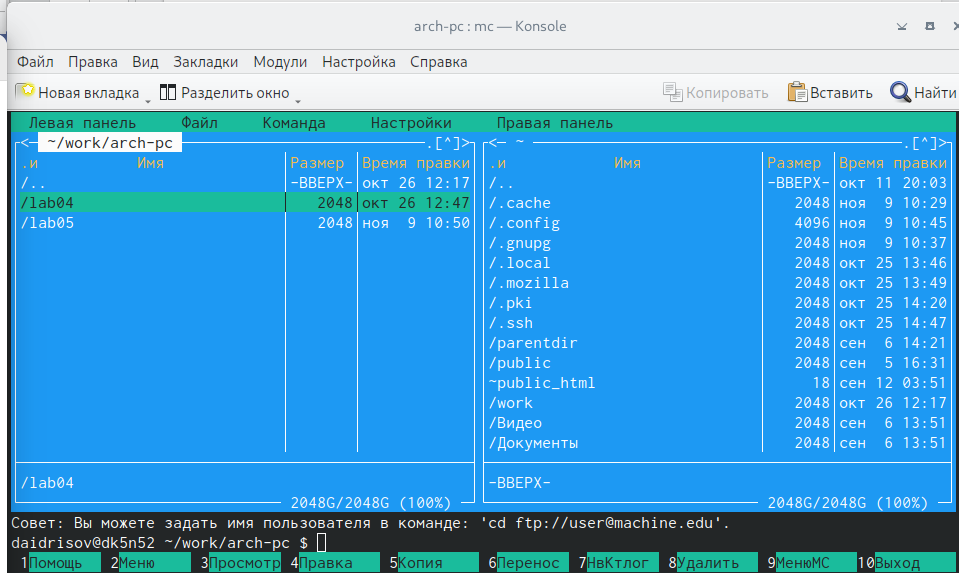 arch-pc : mc — Konsole
Файл Правка Вид Закладки Модули Настройка Справка
Новая вкладка Разделить окно Копировать Вставить Найти
Левая панель Файл Команда Настройки Правая панель
<— ~/work/arch-pc .[^]> <— ~ .[^]>
.и Имя Размер Время правки .и Имя Размер Время правки
/.. -ВВЕРХ- окт 26 12:17 /.. -ВВЕРХ- окт 11 20:03
/lab04 2048 окт 26 12:47 /.cache 2048 ноя 9 10:29
/lab05 2048 ноя 9 10:50 /.config 4096 ноя 9 10:45
/.gnupg 2048 ноя 9 10:37
/.local 2048 окт 25 13:46
/.mozilla 2048 окт 25 13:49
/.pki 2048 окт 25 14:20
/.ssh 2048 окт 25 14:47
/parentdir 2048 сен 6 14:21
/public 2048 сен 5 16:31
~public_html 18 сен 12 03:51
/work 2048 окт 26 12:17
/Видео 2048 сен 6 13:51
/Документы 2048 сен 6 13:51
/lab04 -ВВЕРХ-
2048G/2048G (100%) 2048G/2048G (100%)
Совет: Вы можете задать имя пользователя в команде: 'cd ftp://user@machine.edu'.
daidrisov@dk5n52 ~/work/arch-pc $
1Помощь 2Меню 3Просмотр 4Правка 5Копия 6Перенос 7НвКтлог 8Удалить 9МенюМС 10Выход